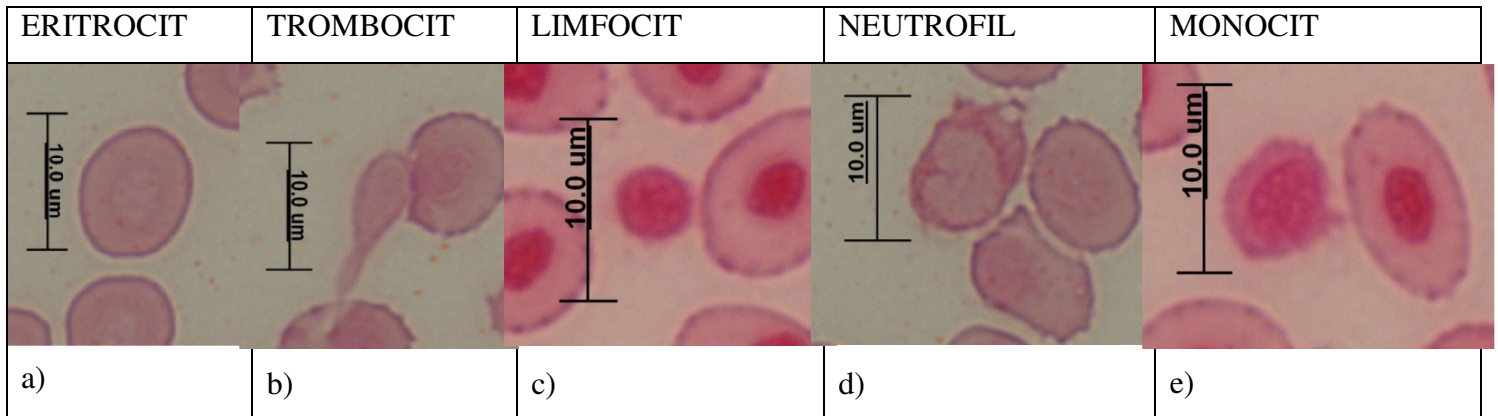 ERITROCIT TROMBOCIT LIMFOCIT NEUTROFIL MONOCIT
10.0 um 10.0 um 10.0 um 10.0 um 10.0 um
a) b) c) d) e)